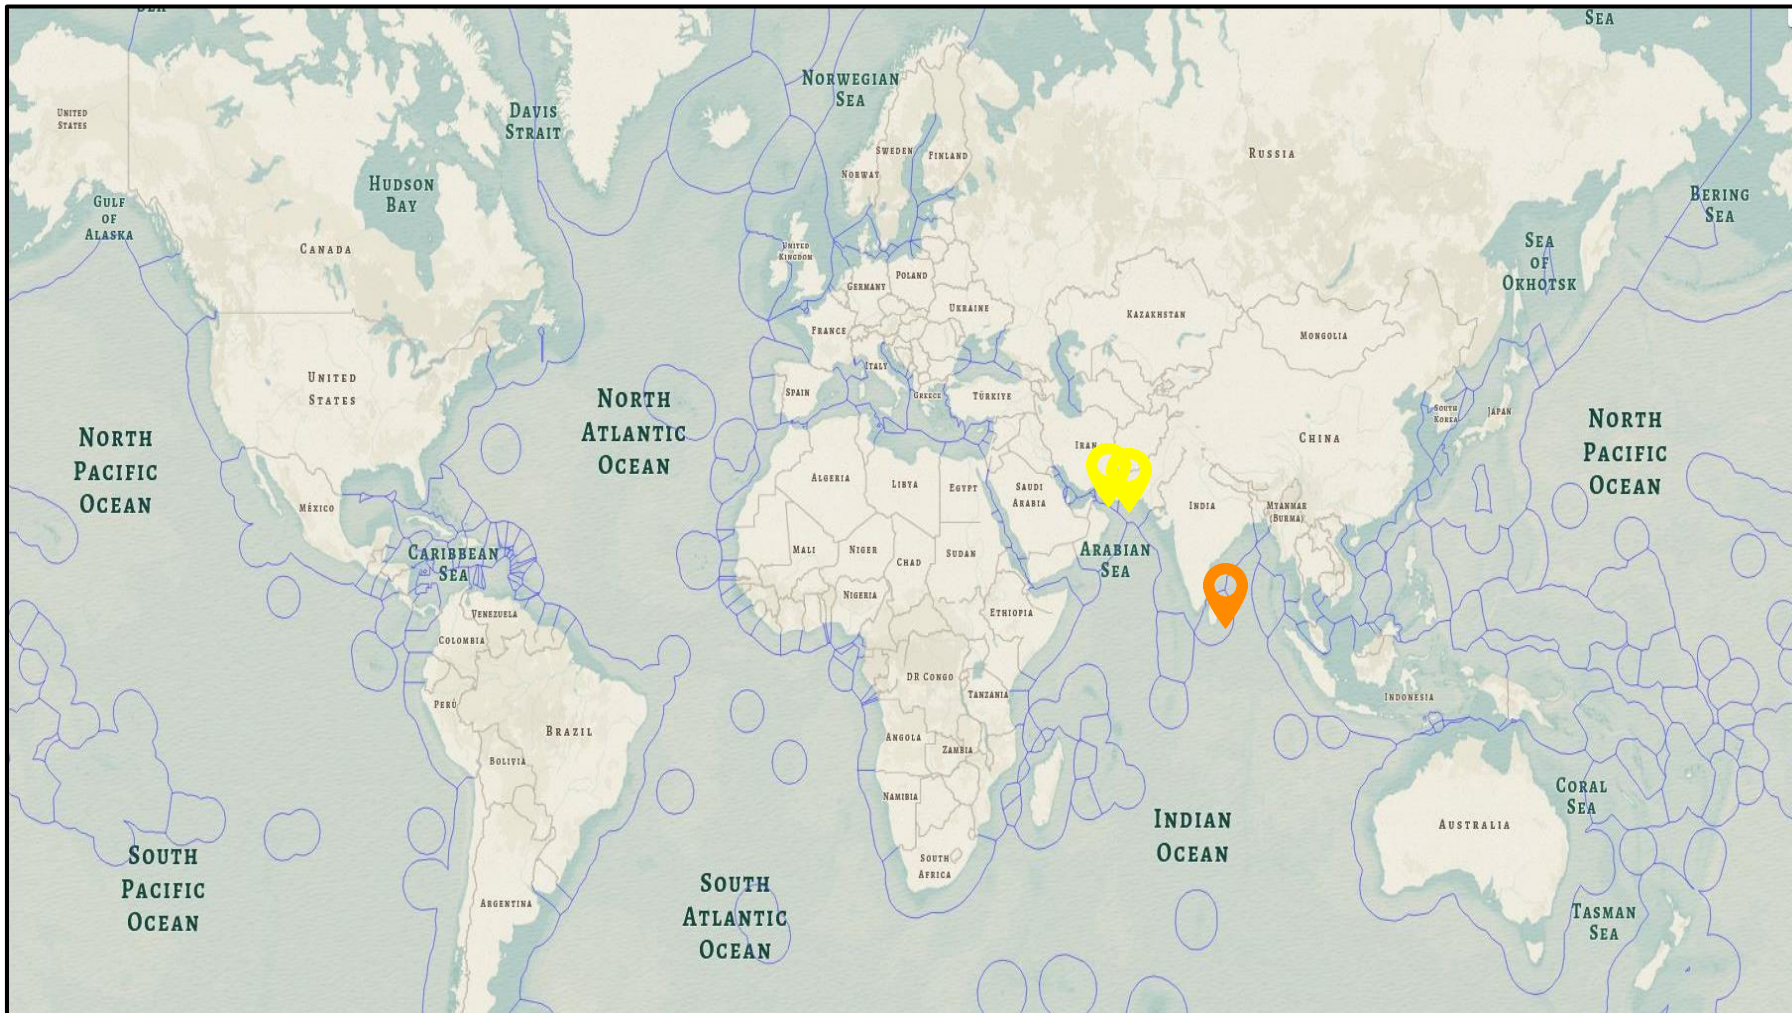 SEA
SEA
NORWEGIAN
SEA
DAVIS
STRAIT
UNITED
STATES
SWEDEN
FINLAND
NORWAY
RUSSIA
HUDSON
BAY
GULF
OF
ALASKA
BERING
SEA
CANADA
UNITED
KINGDOM
SEA
OF
OKHOTSK
POLAND
GERMANY
UKRAINE
KAZAKHSTAN
FRANCE
MONGOLIA
ITALY
UNITED
STATES
SPAIN
GREECE
TÜRKIYE
SOUTH
KOREA
JAPAN
NORTH
ATLANTIC
OCEAN
NORTH
PACIFIC
OCEAN
NORTH
PACIFIC
OCEAN
IRAN
CHINA
ALGERIA
LIBYA
EGYPT
SAUDI
ARABIA
INDIA
MYANMAR
(BURMA)
MÉXICO
CARIBBEAN
SEA
MALI
NIGER
CHAD
SUDAN
ARABIAN
SEA
NIGERIA
ETHIOPIA
VENEZUELA
COLOMBIA
DR CONGO
TANZANIA
INDONESIA
PERÚ
BRAZIL
ANGOLA
ZAMBIA
BOLIVIA
NAMIBIA
CORAL
SEA
INDIAN
OCEAN
AUSTRALIA
SOUTH
PACIFIC
OCEAN
SOUTH
AFRICA
SOUTH
ATLANTIC
OCEAN
ARGENTINA
TASMAN
SEA